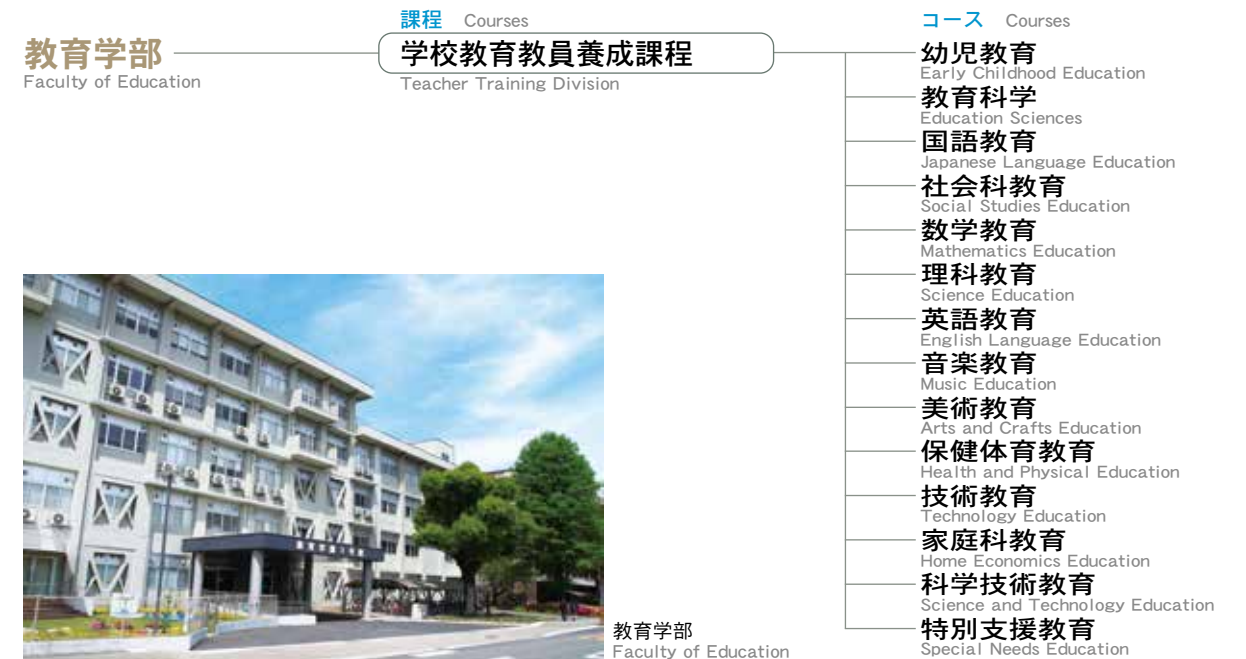 教育学部
Faculty of Education
課程 Courses
学校教育教員養成課程
Teacher Training Division
コース Courses
幼児教育
Early Childhood Education
教育科学
Education Sciences
国語教育
Japanese Language Education
社会科教育
Social Studies Education
数学教育
Mathematics Education
理科教育
Science Education
英語教育
English Language Education
音楽教育
Music Education
美術教育
Arts and Crafts Education
保健体育教育
Health and Physical Education
技術教育
Technology Education
家庭科教育
Home Economics Education
科学技術教育
Science and Technology Education
特別支援教育
Special Needs Education
教育学部
Faculty of Education